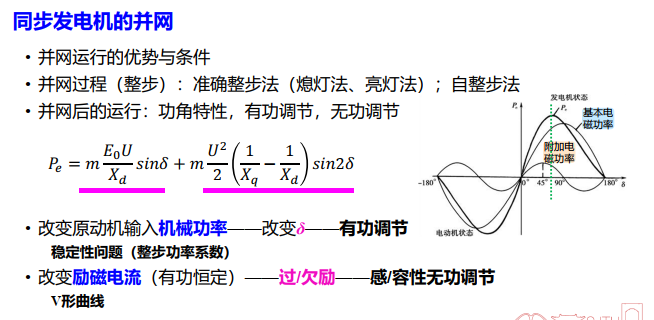 同步发电机的并网
• 并网运行的优势与条件
• 并网过程（整步）：准确整步法（熄灯法、亮灯法）；自整步法
• 并网后的运行：功角特性，有功调节，无功调节
P_e = m \frac{E_0 U}{X_d} sinδ + m \frac{U^2}{2} \left( \frac{1}{X_q} - \frac{1}{X_d} \right) sin2δ
发电机状态
P_e
P_e
基本电
磁功率
附加电
磁功率
-180° 0° 45° 90° 180° δ
电动机状态
• 改变原动机输入机械功率——改变δ——有功调节
稳定性问题（整步功率系数）
• 改变励磁电流（有功恒定）——过/欠励——感/容性无功调节
V形曲线